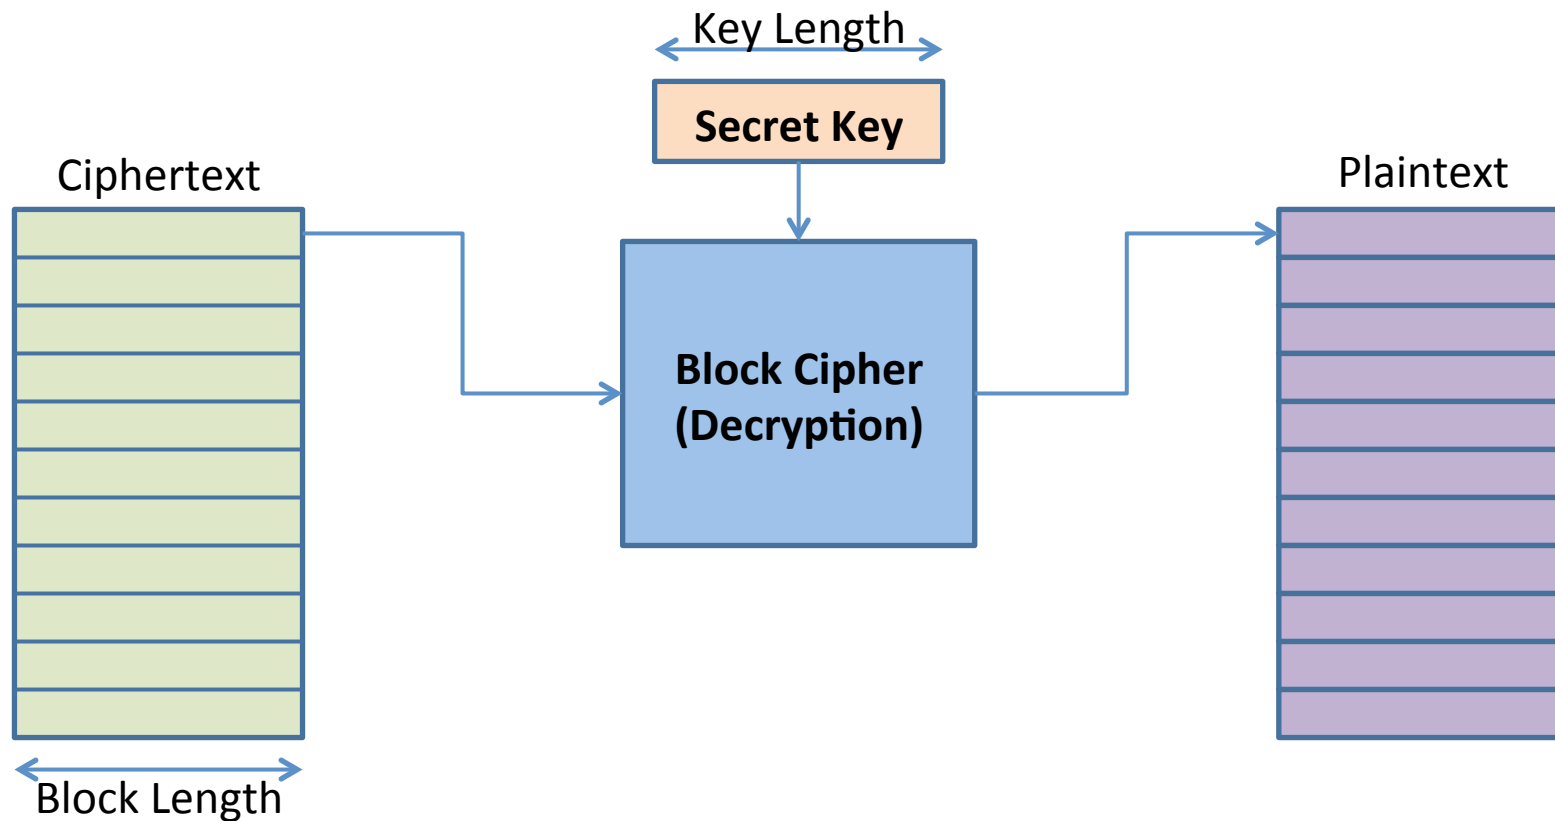 Key Length
Secret Key
Ciphertext
Plaintext
Block Cipher
(Decryption)
Block Length